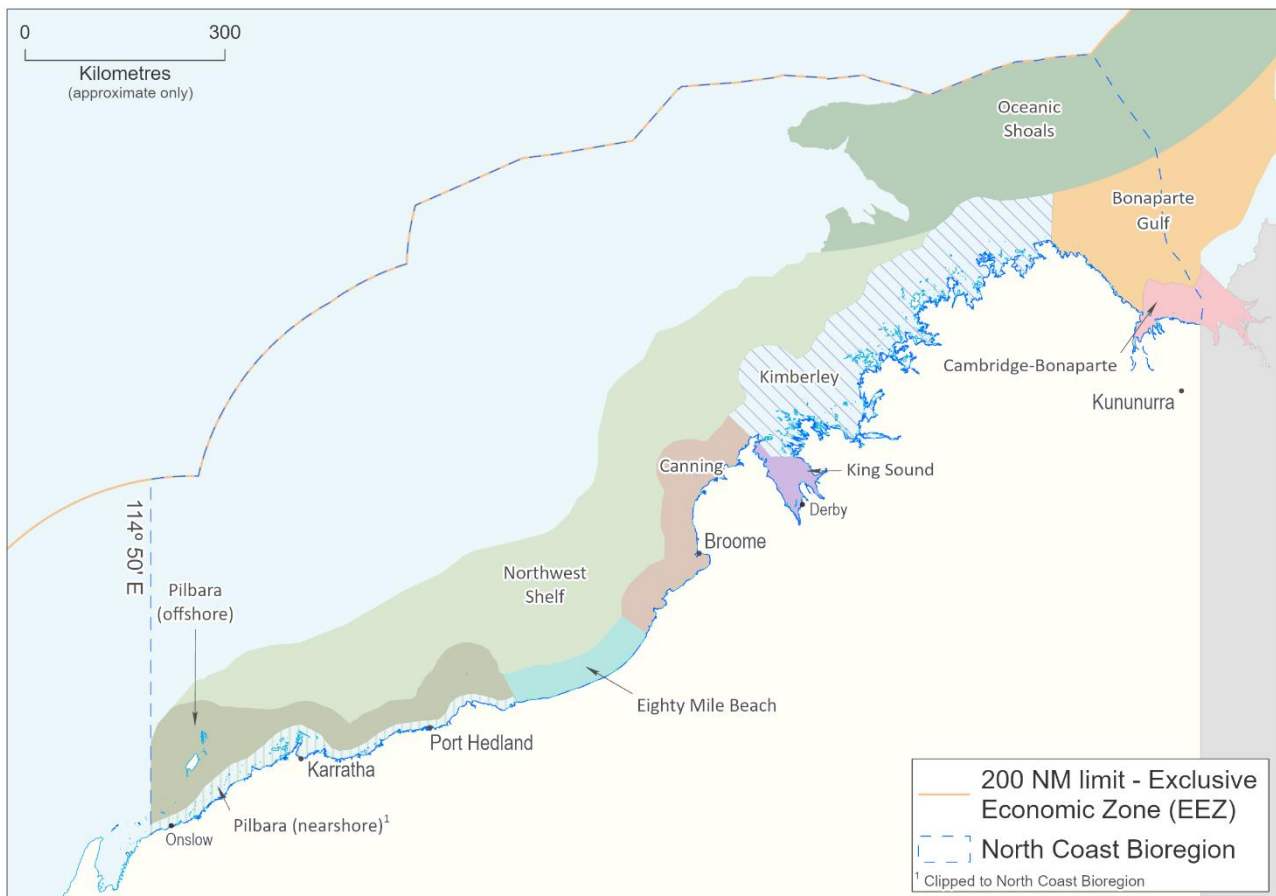 0 300
Kilometres
(approximate only)
Oceanic
Shoals
Bonaparte
Gulf
Cambridge-Bonaparte
Kununurra
Kimberley
King Sound
Derby
Canning
Broome
114º 50' E
Northwest
Shelf
Pilbara
(offshore)
Eighty Mile Beach
Port Hedland
Karratha
Pilbara (nearshore)¹
Onslow
200 NM limit - Exclusive
Economic Zone (EEZ)
North Coast Bioregion
¹ Clipped to North Coast Bioregion